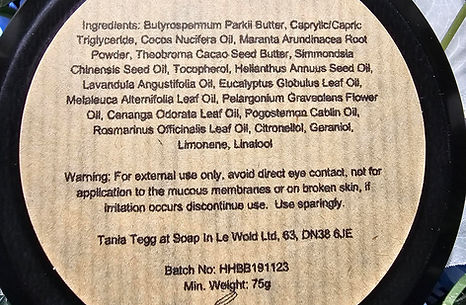 Ingredients: Butyrospermum Parkii Butter, Caprylic/Capric
Triglyceride, Cocos Nucifera Oil, Maranta Arundinacea Root
Powder, Theobroma Cacao Seed Butter, Simmondsia
Chinensis Seed Oil, Tocopherol, Helianthus Annuus Seed Oil,
Lavandula Angustifolia Oil, Eucalyptus Globulus Leaf Oil,
Melaleuca Alternifolia Leaf Oil, Pelargonium Graveolens Flower
Oil, Cananga Odorata Leaf Oil, Pogostemon Cablin Oil,
Rosmarinus Officinalis Leaf Oil, Citronellol, Geraniol,
Limonene, Linalool
Warning: For external use only, avoid direct eye contact, not for
application to the mucous membranes or on broken skin, if
irritation occurs discontinue use. Use sparingly.
Tania Tegg at Soap In Le Wold Ltd, 63, DN38 6JE
Batch No: HHBB191123
Min. Weight: 75g